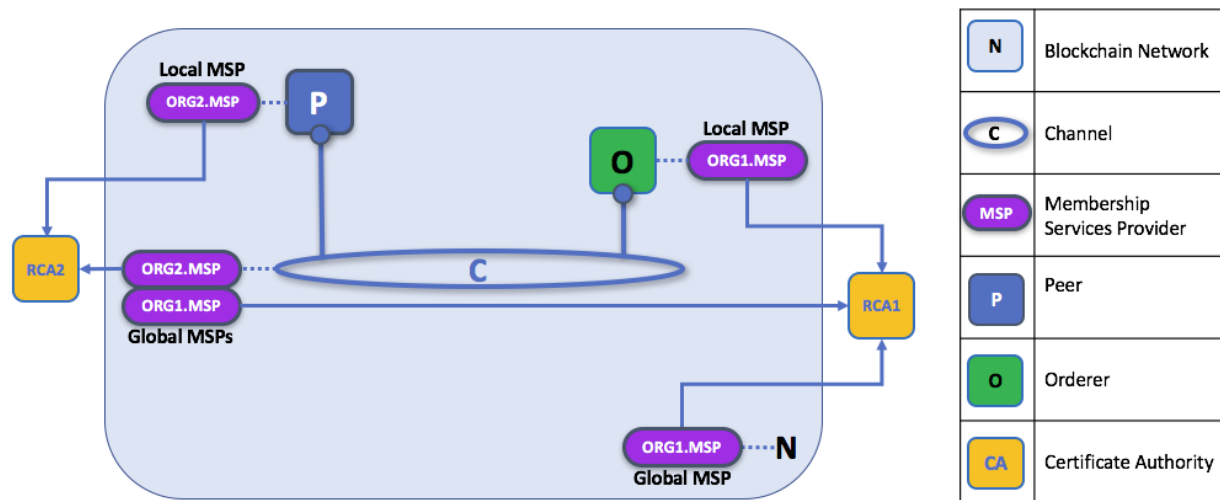 Local MSP
ORG2.MSP
P
Local MSP
O
ORG1.MSP
RCA2
ORG2.MSP
C
ORG1.MSP
RCA1
Global MSPs
ORG1.MSP
N
Global MSP
N
Blockchain Network
C
Channel
MSP
Membership
Services Provider
P
Peer
O
Orderer
CA
Certificate Authority